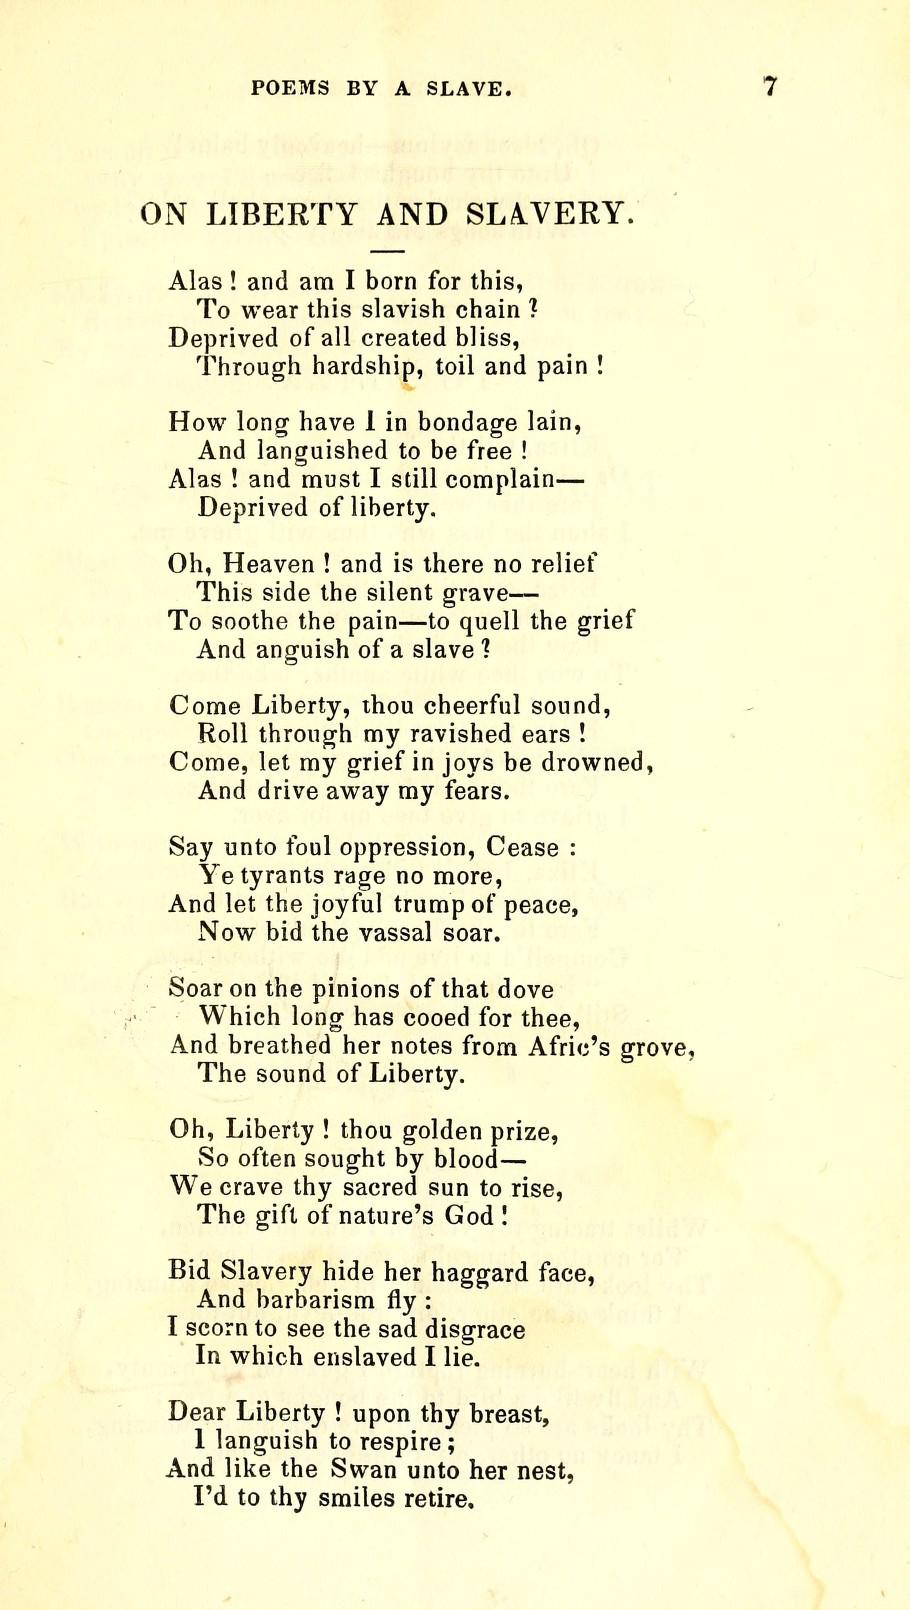 POEMS BY A SLAVE. 7
ON LIBERTY AND SLAVERY.
Alas ! and am I born for this,
To wear this slavish chain ?
Deprived of all created bliss,
Through hardship, toil and pain !
How long have I in bondage lain,
And languished to be free !
Alas ! and must I still complain—
Deprived of liberty.
Oh, Heaven ! and is there no relief
This side the silent grave—
To soothe the pain—to quell the grief
And anguish of a slave ?
Come Liberty, thou cheerful sound,
Roll through my ravished ears !
Come, let my grief in joys be drowned,
And drive away my fears.
Say unto foul oppression, Cease :
Ye tyrants rage no more,
And let the joyful trump of peace,
Now bid the vassal soar.
Soar on the pinions of that dove
Which long has cooed for thee,
And breathed her notes from Afric's grove,
The sound of Liberty.
Oh, Liberty ! thou golden prize,
So often sought by blood—
We crave thy sacred sun to rise,
The gift of nature's God !
Bid Slavery hide her haggard face,
And barbarism fly :
I scorn to see the sad disgrace
In which enslaved I lie.
Dear Liberty ! upon thy breast,
I languish to respire ;
And like the Swan unto her nest,
I'd to thy smiles retire.